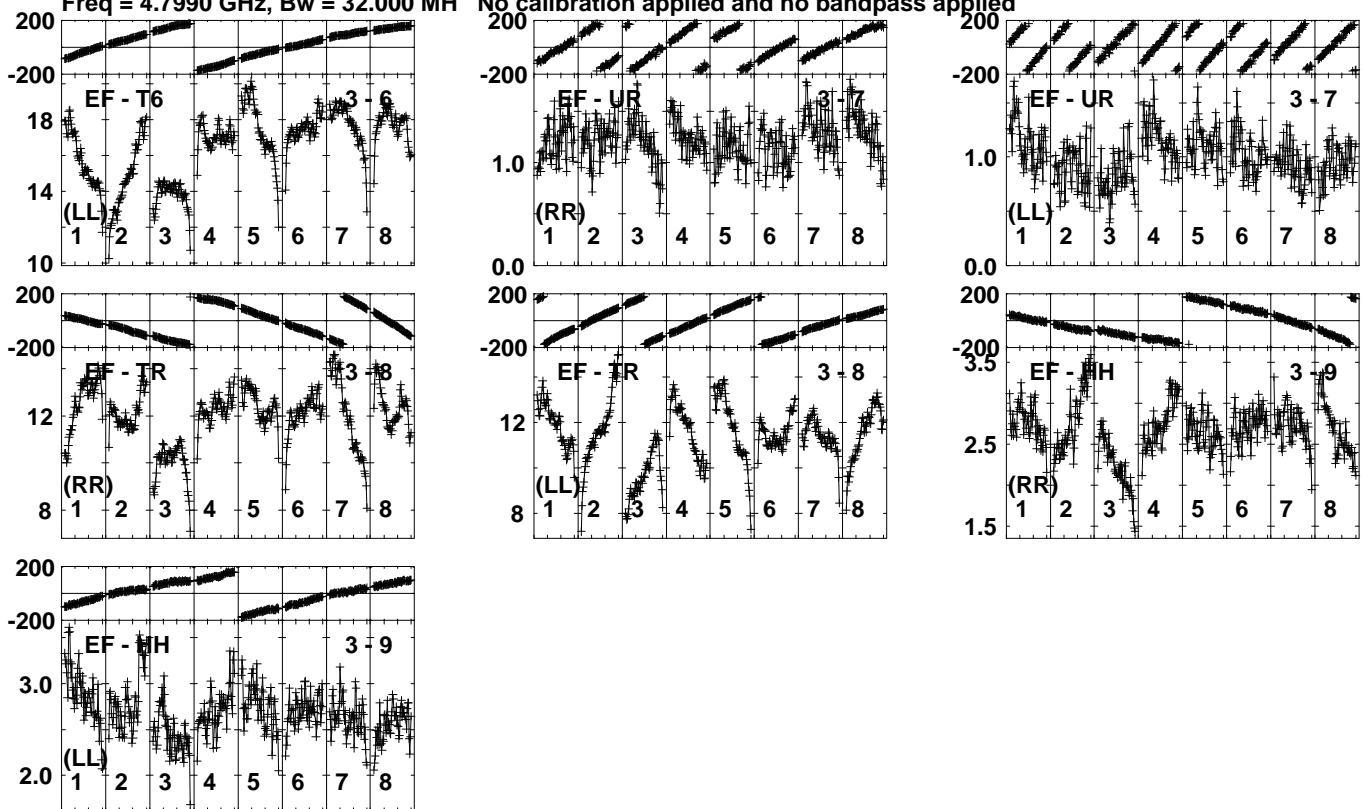 Freq = 4.7990 GHz, Bw = 32.000 MH   No calibration applied and no bandpass applied
200
-200
EF - T6 3 - 6
18
14
(LL)
1 2 3 4 5 6 7 8
10
200
-200
EF - UR 3 - 7
1.0
(RR)
1 2 3 4 5 6 7 8
0.0
200
-200
EF - UR 3 - 7
1.0
(LL)
1 2 3 4 5 6 7 8
0.0
200
-200
EF - TR 3 - 8
12
(RR)
8 1 2 3 4 5 6 7 8
200
-200
EF - TR 3 - 8
12
(LL)
8 1 2 3 4 5 6 7 8
200
-200
3.5
EF - HH 3 - 9
2.5
(RR)
1 2 3 4 5 6 7 8
1.5
200
-200
EF - HH 3 - 9
3.0
(LL)
2.0 1 2 3 4 5 6 7 8